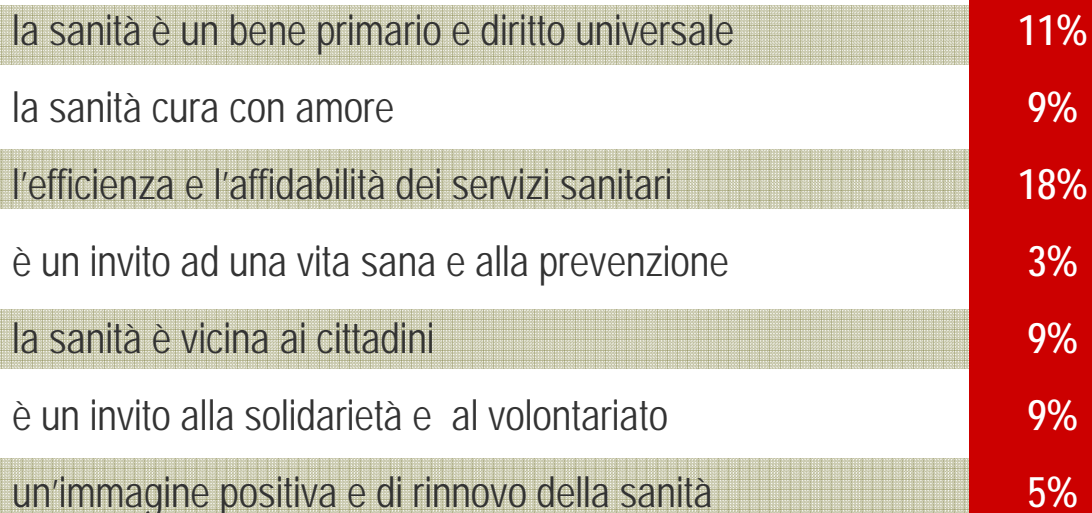 la sanità è un bene primario e diritto universale 11%
la sanità cura con amore 9%
l'efficienza e l'affidabilità dei servizi sanitari 18%
è un invito ad una vita sana e alla prevenzione 3%
la sanità è vicina ai cittadini 9%
è un invito alla solidarietà e al volontariato 9%
un'immagine positiva e di rinnovo della sanità 5%